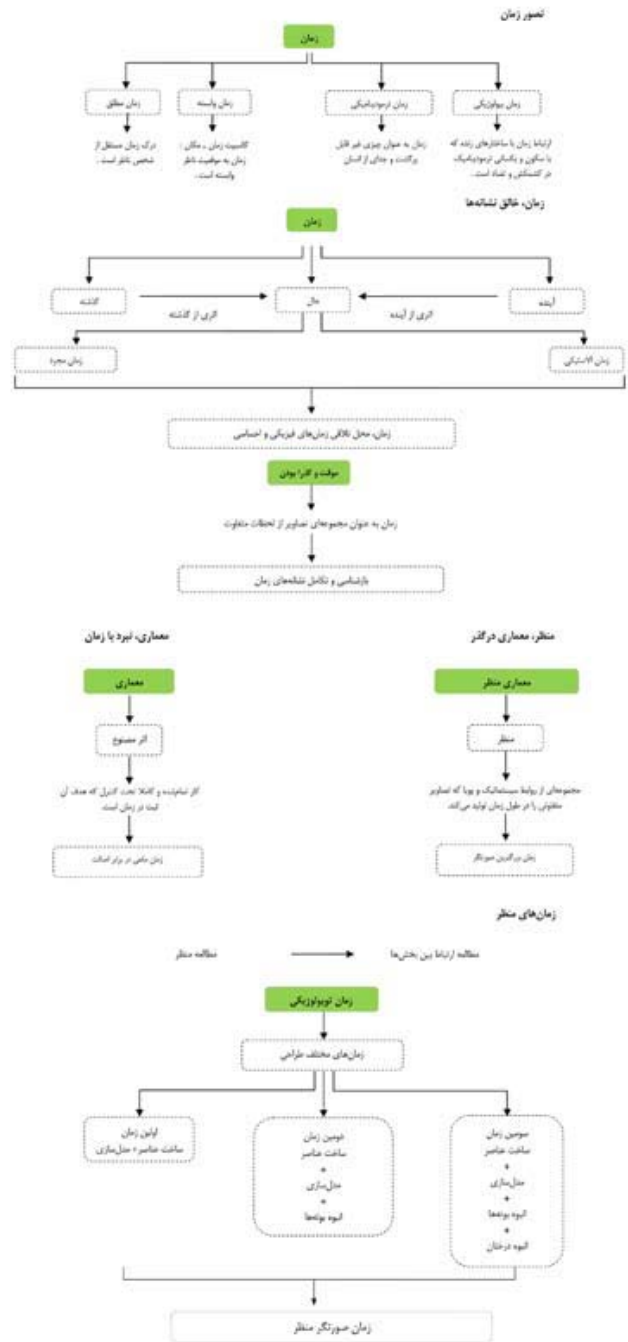 تصور زمان
زمان
زمان بیولوژیکی
زمان ترمودینامیکی
زمان وابسته
زمان مطلق
ارتباط زمان با ساختارهای زنده که
با سکون و یکسانی ترمودینامیک
در کشمکش و تضاد است.
زمان به عنوان چیزی غیر قابل
برگشت و جدای از انسان
زمان - مکان :
زمان به موقعیت ناظر
وابسته است.
درک زمان مستقل از
شخص ناظر است.
زمان، خالق نشانه‌ها
زمان
آینده
حال
گذشته
اثری از آینده
اثری از گذشته
زمان الاستیکی
زمان مجرد
زمان، محل تلاقی زمان‌های فیزیکی و احساسی
موقت و گذرا بودن
زمان به عنوان مجموعه‌ای تصاویر از لحظات متفاوت
بازشناسی و تکامل نشانه‌های زمان
منظر، معماری درگذر
معماری منظر
منظر
مجموعه‌ای از روابط سیستماتیک و پویا که تصاویر
متفاوتی را در طول زمان تولید می‌کند.
زمان بزرگترین صورتگر
معماری، نبرد با زمان
معماری
اثر مصنوع
کار تمام‌شده و کاملا تحت کنترل که هدف آن
ثبت در زمان است.
زمان مانعی در برابر اصالت
زمان‌های منظر
مطالعه ارتباط بین بخش‌ها
مطالعه منظر
زمان توپولوژیکی
زمان‌های مختلف طراحی
سومین زمان
ساخت عناصر
+
مدل‌سازی
+
انبوه بوته‌ها
+
انبوه درختان
دومین زمان
ساخت عناصر
+
مدل‌سازی
+
انبوه بوته‌ها
اولین زمان
ساخت عناصر+ مدل‌سازی
زمان صورتگر منظر